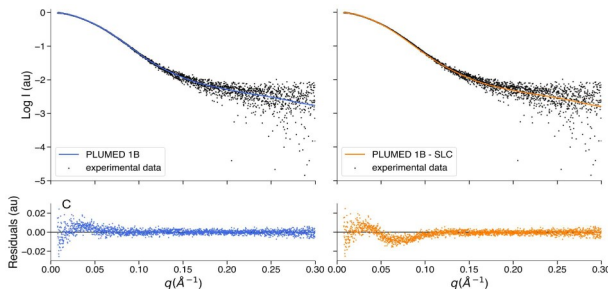 0
-1
-2
-3
-4
-5
Log I (au)
PLUMED 1B
experimental data
PLUMED 1B - SLC
experimental data
C
0.02
0.00
−0.02
Residuals (au)
0.00 0.05 0.10 0.15 0.20 0.25 0.30
q(Å⁻¹)
0.00 0.05 0.10 0.15 0.20 0.25 0.30
q(Å⁻¹)